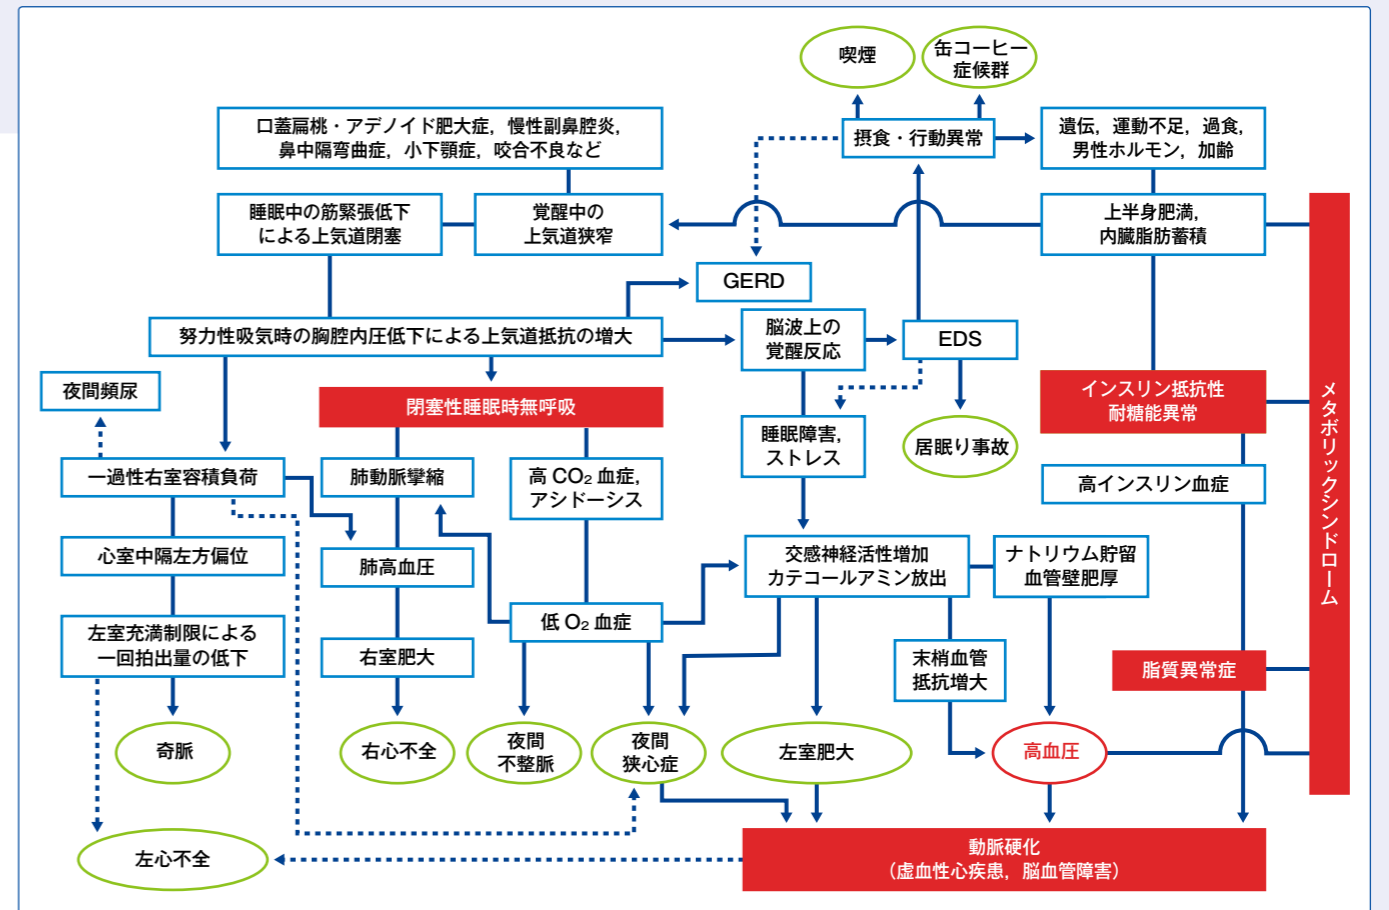 喫煙
缶コーヒー
症候群
口蓋扁桃・アデノイド肥大症，慢性副鼻腔炎，
鼻中隔弯曲症，小下顎症，咬合不良など
摂食・行動異常
遺伝，運動不足，過食，
男性ホルモン，加齢
睡眠中の筋緊張低下
による上気道閉塞
覚醒中の
上気道狭窄
上半身肥満，
内臓脂肪蓄積
GERD
努力性吸気時の胸腔内圧低下による上気道抵抗の増大
脳波上の
覚醒反応
EDS
夜間頻尿
閉塞性睡眠時無呼吸
インスリン抵抗性
耐糖能異常
メタボリックシンドローム
睡眠障害，
ストレス
居眠り事故
一過性右室容積負荷
肺動脈攣縮
高 CO₂ 血症，
アシドーシス
高インスリン血症
心室中隔左方偏位
肺高血圧
交感神経活性増加
カテコールアミン放出
ナトリウム貯留
血管壁肥厚
低 O₂ 血症
左室充満制限による
一回拍出量の低下
右室肥大
末梢血管
抵抗増大
脂質異常症
奇脈
右心不全
夜間
不整脈
夜間
狭心症
左室肥大
高血圧
左心不全
動脈硬化
（虚血性心疾患，脳血管障害）